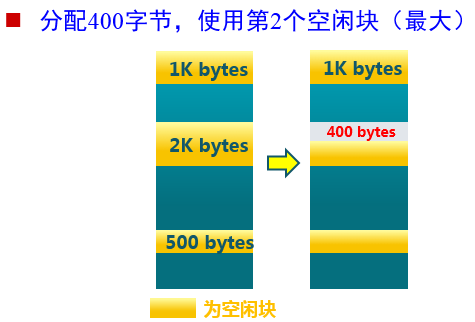 分配400字节，使用第2个空闲块（最大）
1K bytes
2K bytes
500 bytes
1K bytes
400 bytes
为空闲块